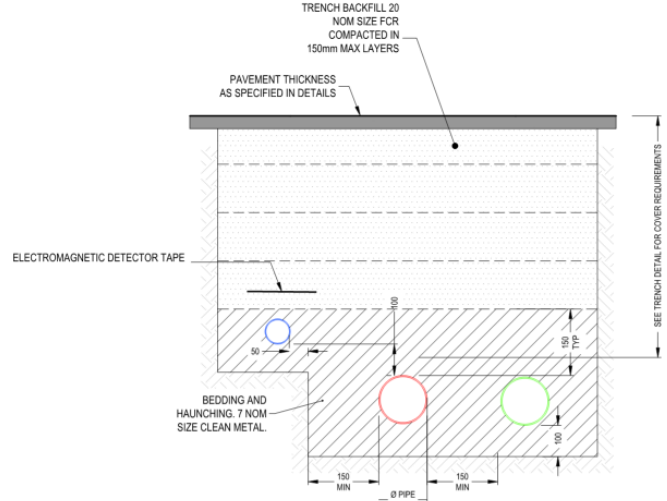 TRENCH BACKFILL 20
NOM SIZE FCR
COMPACTED IN
150mm MAX LAYERS
PAVEMENT THICKNESS
AS SPECIFIED IN DETAILS
SEE TRENCH DETAIL FOR COVER REQUIREMENTS
ELECTROMAGNETIC DETECTOR TAPE
100
150
TYP
50
BEDDING AND
HAUNCHING. 7 NOM
SIZE CLEAN METAL.
100
150
MIN
150
MIN
Ø PIPE